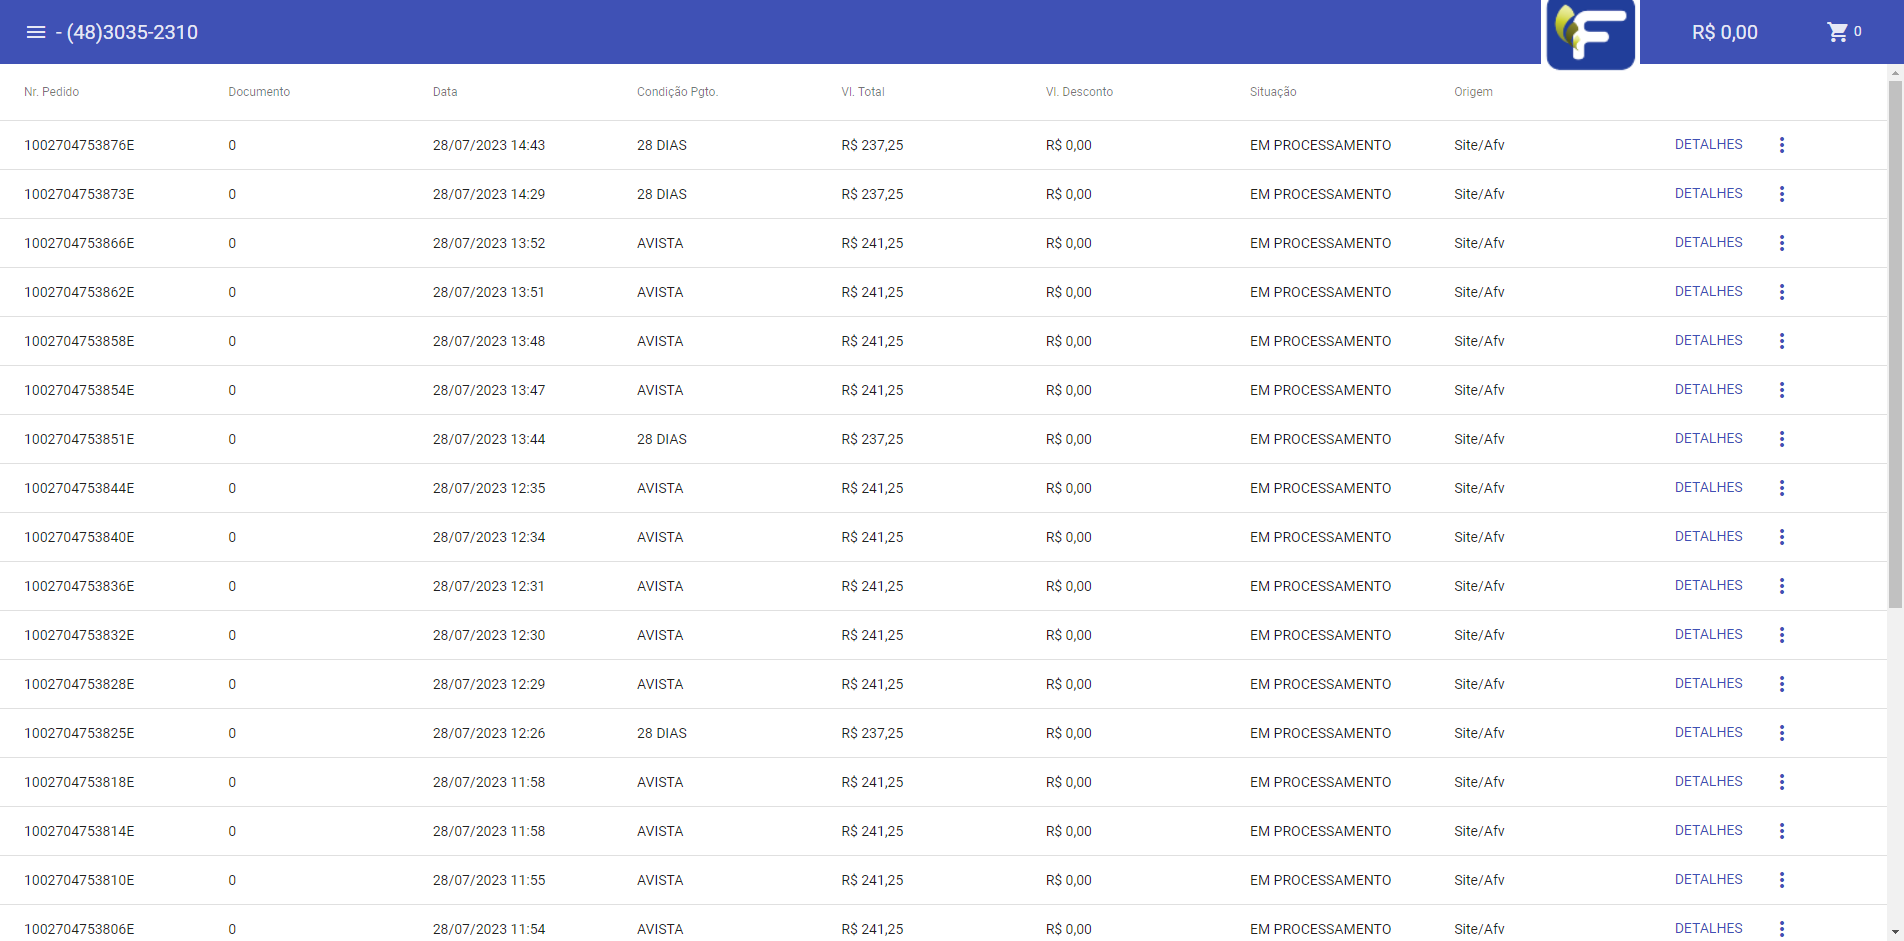 - (48)3035-2310 F R$ 0,00 0
Nr. Pedido Documento Data Condição Pgto. Vl. Total Vl. Desconto Situação Origem
1002704753876E 0 28/07/2023 14:43 28 DIAS R$ 237,25 R$ 0,00 EM PROCESSAMENTO Site/Afv DETALHES
1002704753873E 0 28/07/2023 14:29 28 DIAS R$ 237,25 R$ 0,00 EM PROCESSAMENTO Site/Afv DETALHES
1002704753866E 0 28/07/2023 13:52 AVISTA R$ 241,25 R$ 0,00 EM PROCESSAMENTO Site/Afv DETALHES
1002704753862E 0 28/07/2023 13:51 AVISTA R$ 241,25 R$ 0,00 EM PROCESSAMENTO Site/Afv DETALHES
1002704753858E 0 28/07/2023 13:48 AVISTA R$ 241,25 R$ 0,00 EM PROCESSAMENTO Site/Afv DETALHES
1002704753854E 0 28/07/2023 13:47 AVISTA R$ 241,25 R$ 0,00 EM PROCESSAMENTO Site/Afv DETALHES
1002704753851E 0 28/07/2023 13:44 28 DIAS R$ 237,25 R$ 0,00 EM PROCESSAMENTO Site/Afv DETALHES
1002704753844E 0 28/07/2023 12:35 AVISTA R$ 241,25 R$ 0,00 EM PROCESSAMENTO Site/Afv DETALHES
1002704753840E 0 28/07/2023 12:34 AVISTA R$ 241,25 R$ 0,00 EM PROCESSAMENTO Site/Afv DETALHES
1002704753836E 0 28/07/2023 12:31 AVISTA R$ 241,25 R$ 0,00 EM PROCESSAMENTO Site/Afv DETALHES
1002704753832E 0 28/07/2023 12:30 AVISTA R$ 241,25 R$ 0,00 EM PROCESSAMENTO Site/Afv DETALHES
1002704753828E 0 28/07/2023 12:29 AVISTA R$ 241,25 R$ 0,00 EM PROCESSAMENTO Site/Afv DETALHES
1002704753825E 0 28/07/2023 12:26 28 DIAS R$ 237,25 R$ 0,00 EM PROCESSAMENTO Site/Afv DETALHES
1002704753818E 0 28/07/2023 11:58 AVISTA R$ 241,25 R$ 0,00 EM PROCESSAMENTO Site/Afv DETALHES
1002704753814E 0 28/07/2023 11:58 AVISTA R$ 241,25 R$ 0,00 EM PROCESSAMENTO Site/Afv DETALHES
1002704753810E 0 28/07/2023 11:55 AVISTA R$ 241,25 R$ 0,00 EM PROCESSAMENTO Site/Afv DETALHES
1002704753806E 0 28/07/2023 11:54 AVISTA R$ 241,25 R$ 0,00 EM PROCESSAMENTO Site/Afv DETALHES